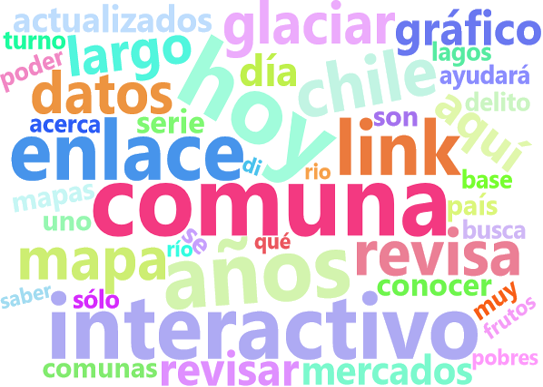 actualizados
glaciar
gráfico
turno
largo
hoy
chile
lagos
poder
datos
día
ayudará
acerca
serie
son
aquí
delito
enlace
di
rio
link
base
mapas
comuna
país
uno
se
qué
busca
mapa
río
años
revisa
conocer
saber
sólo
interactivo
muy
frutos
comunas
revisar
mercados
pobres